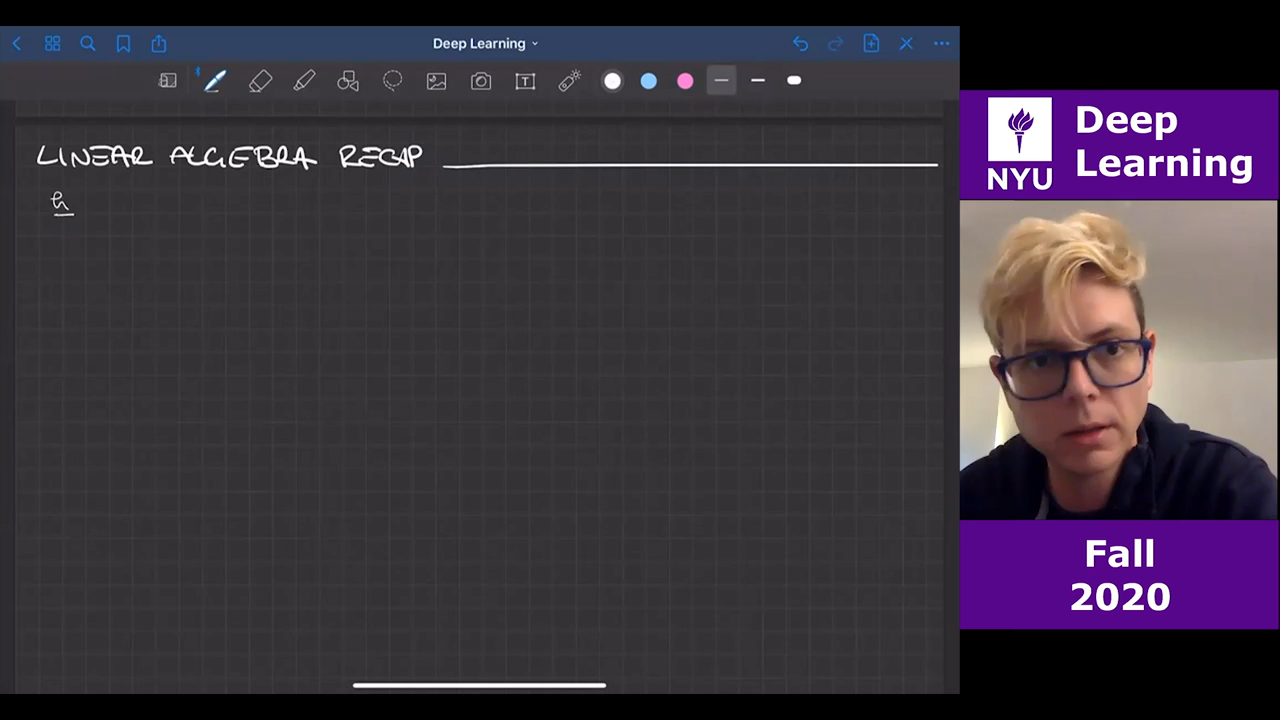 Deep Learning
LINEAR ALGEBRA RECAP
h
T
NYU
Deep
Learning
Fall
2020